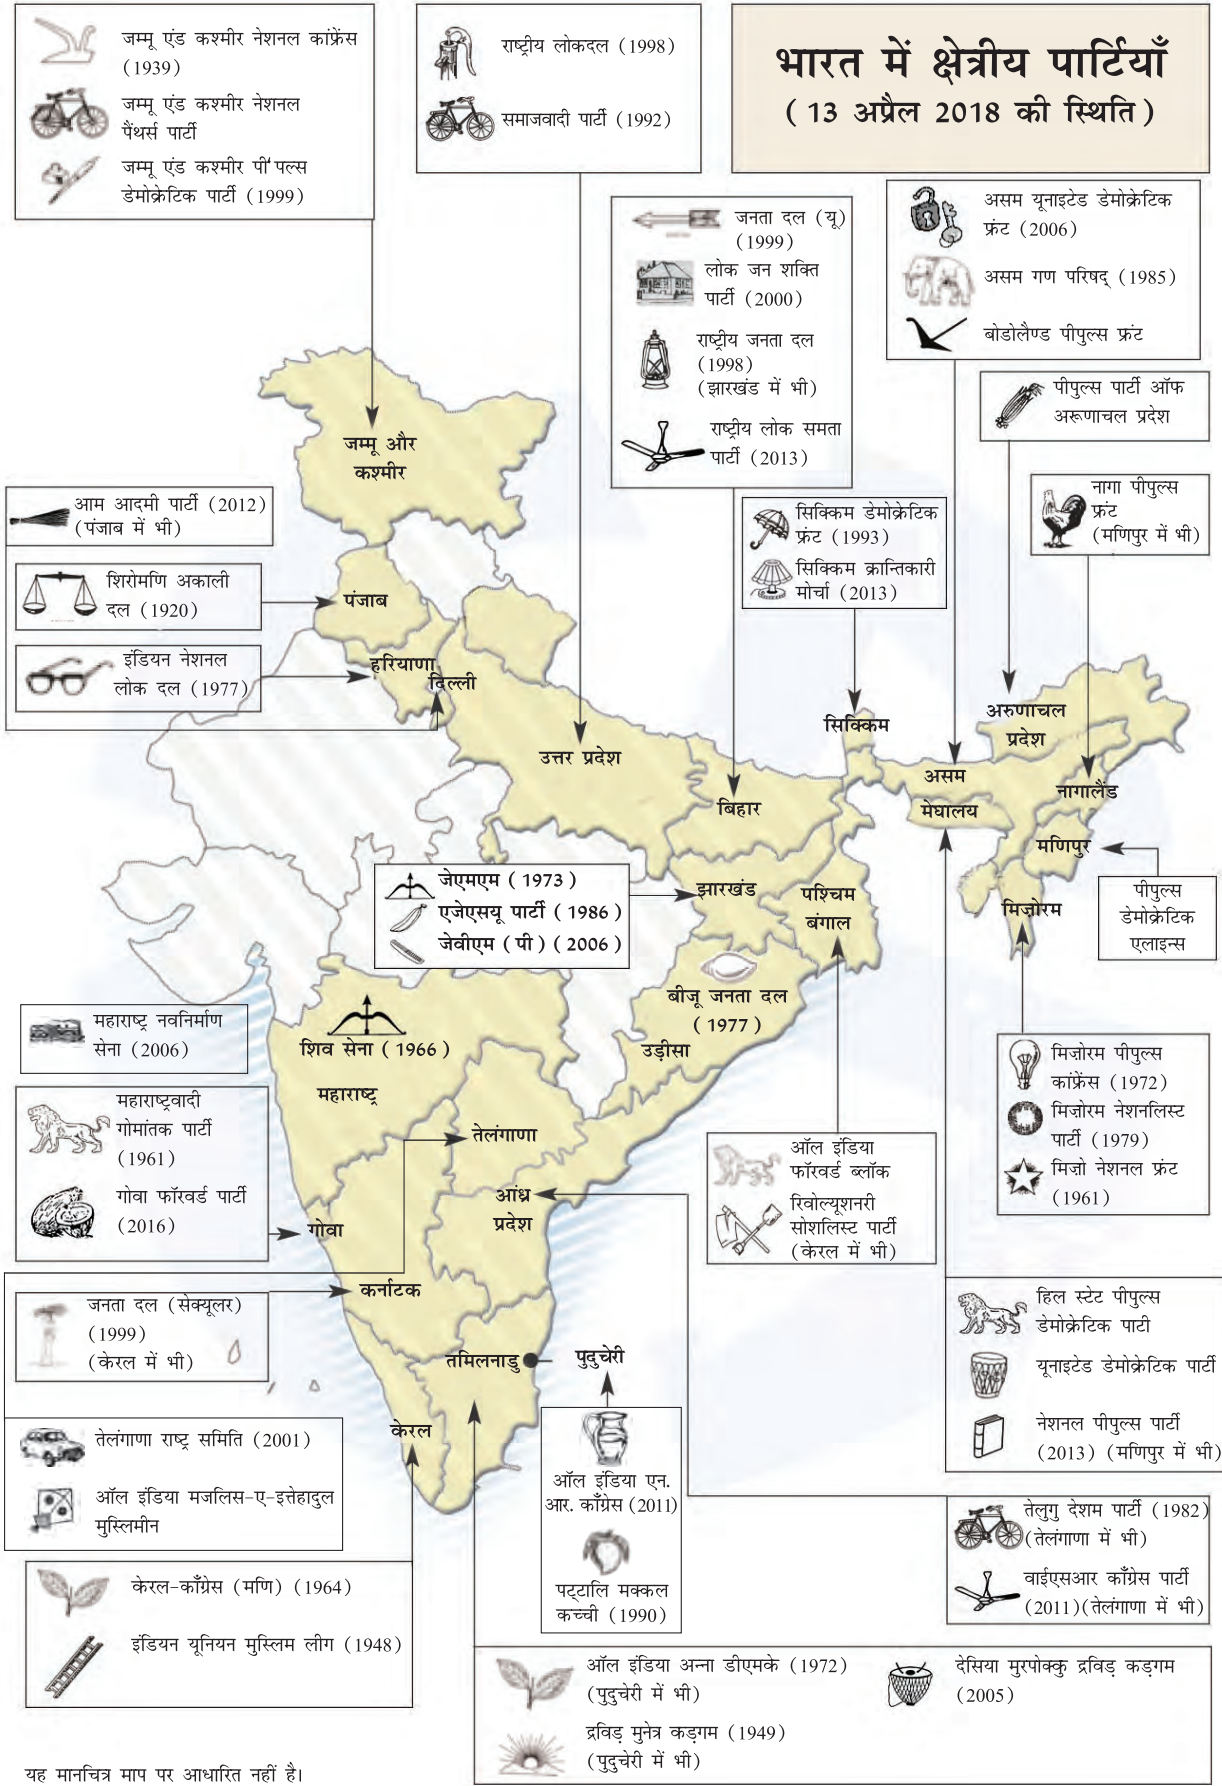 जम्मू एंड कश्मीर नेशनल कांफ्रेंस
(1939)
जम्मू एंड कश्मीर नेशनल
पैंथर्स पार्टी
जम्मू एंड कश्मीर पीपल्स
डेमोक्रेटिक पार्टी (1999)
राष्ट्रीय लोकदल (1998)
समाजवादी पार्टी (1992)
भारत में क्षेत्रीय पार्टियाँ
(13 अप्रैल 2018 की स्थिति)
जनता दल (यू)
(1999)
लोक जन शक्ति
पार्टी (2000)
राष्ट्रीय जनता दल
(1998)
(झारखंड में भी)
राष्ट्रीय लोक समता
पार्टी (2013)
असम यूनाइटेड डेमोक्रेटिक
फ्रंट (2006)
असम गण परिषद् (1985)
बोडोलैण्ड पीपुल्स फ्रंट
पीपुल्स पार्टी ऑफ
अरूणाचल प्रदेश
नागा पीपुल्स
फ्रंट
(मणिपुर में भी)
सिक्किम डेमोक्रेटिक
फ्रंट (1993)
सिक्किम क्रान्तिकारी
मोर्चा (2013)
जम्मू और
कश्मीर
आम आदमी पार्टी (2012)
(पंजाब में भी)
शिरोमणि अकाली
दल (1920)
इंडियन नेशनल
लोक दल (1977)
पंजाब
हरियाणा
दिल्ली
उत्तर प्रदेश
बिहार
सिक्किम
अरुणाचल
प्रदेश
असम
मेघालय
नागालैंड
मणिपुर
मिज़ोरम
पीपुल्स
डेमोक्रेटिक
एलाइन्स
जेएमएम (1973)
एजेएसयू पार्टी (1986)
जेवीएम (पी) (2006)
झारखंड
पश्चिम
बंगाल
बीजू जनता दल
(1977)
उड़ीसा
शिव सेना (1966)
महाराष्ट्र
महाराष्ट्र नवनिर्माण
सेना (2006)
महाराष्ट्रवादी
गोमांतक पार्टी
(1961)
गोवा फॉरवर्ड पार्टी
(2016)
तेलंगाणा
आंध्र
प्रदेश
गोवा
कर्नाटक
ऑल इंडिया
फॉरवर्ड ब्लॉक
रिवोल्यूशनरी
सोशलिस्ट पार्टी
(केरल में भी)
मिज़ोरम पीपुल्स
कांफ्रेंस (1972)
मिज़ोरम नेशनलिस्ट
पार्टी (1979)
मिज़ो नेशनल फ्रंट
(1961)
जनता दल (सेक्यूलर)
(1999)
(केरल में भी)
तमिलनाडु
पुदुचेरी
केरल
हिल स्टेट पीपुल्स
डेमोक्रेटिक पाटी
यूनाइटेड डेमोक्रेटिक पार्टी
नेशनल पीपुल्स पार्टी
(2013) (मणिपुर में भी)
तेलंगाणा राष्ट्र समिति (2001)
ऑल इंडिया मजलिस-ए-इत्तेहादुल
मुस्लिमीन
ऑल इंडिया एन.
आर. काँग्रेस (2011)
पट्टालि मक्कल
कच्ची (1990)
तेलुगु देशम पार्टी (1982)
(तेलंगाणा में भी)
वाईएसआर काँग्रेस पार्टी
(2011)(तेलंगाणा में भी)
केरल-काँग्रेस (मणि) (1964)
इंडियन यूनियन मुस्लिम लीग (1948)
ऑल इंडिया अन्ना डीएमके (1972)
(पुदुचेरी में भी)
द्रविड़ मुनेत्र कड़गम (1949)
(पुदुचेरी में भी)
देसिया मुरपोक्कु द्रविड़ कड़गम
(2005)
यह मानचित्र माप पर आधारित नहीं है।